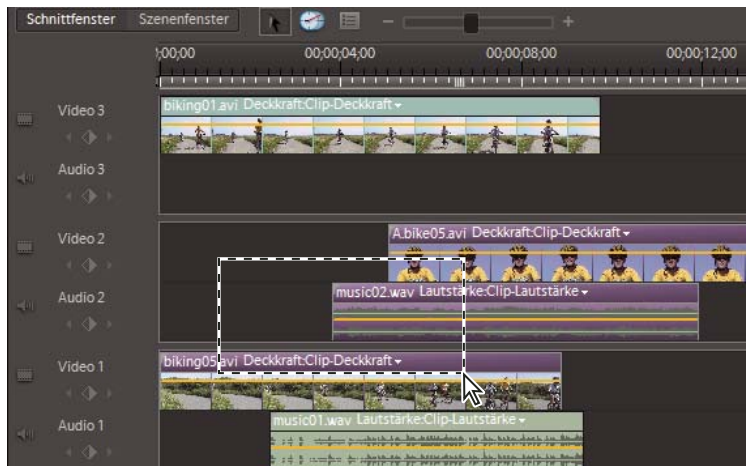 Schnittfenster Szenenfenster
;00;00 00;00;04;00 00;00;08;00 00;00;12;00
Video 3
biking01.avi Deckkraft:Clip-Deckkraft
Audio 3
Video 2
A.bike05.avi Deckkraft:Clip-Deckkraft
Audio 2
music02.wav Lautstärke:Clip-Lautstärke
Video 1
biking05.avi Deckkraft:Clip-Deckkraft
Audio 1
music01.wav Lautstärke:Clip-Lautstärke